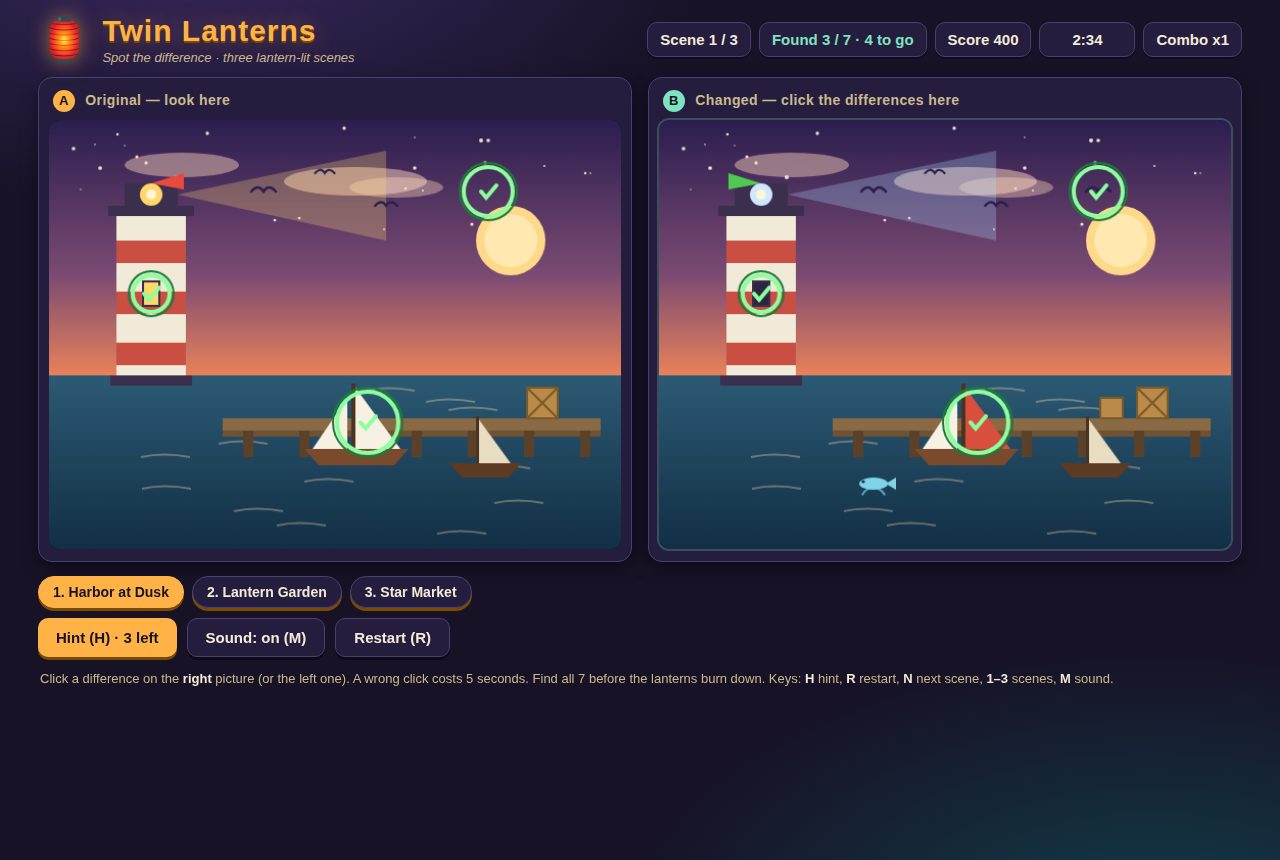 Twin Lanterns
Spot the difference · three lantern-lit scenes
Scene 1 / 3
Found 3 / 7 · 4 to go
Score 400
2:34
Combo x1
A Original — look here
B Changed — click the differences here
1. Harbor at Dusk
2. Lantern Garden
3. Star Market
Hint (H) · 3 left
Sound: on (M)
Restart (R)
Click a difference on the right picture (or the left one). A wrong click costs 5 seconds. Find all 7 before the lanterns burn down. Keys: H hint, R restart, N next scene, 1–3 scenes, M sound.